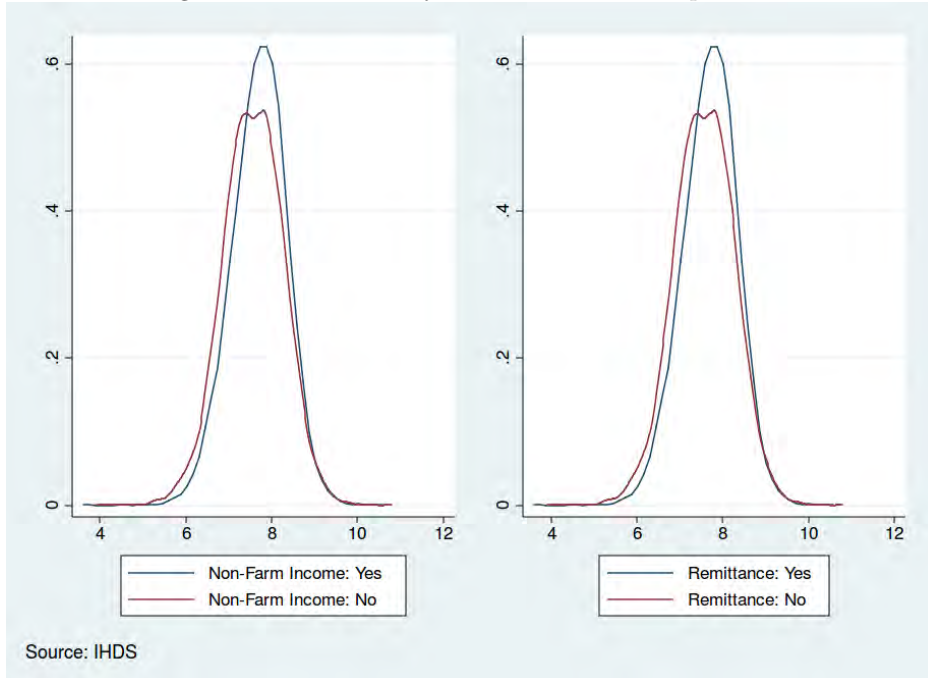 .6
.4
.2
0
4 6 8 10 12
Non-Farm Income: Yes
Non-Farm Income: No
.6
.4
.2
0
4 6 8 10 12
Remittance: Yes
Remittance: No
Source: IHDS